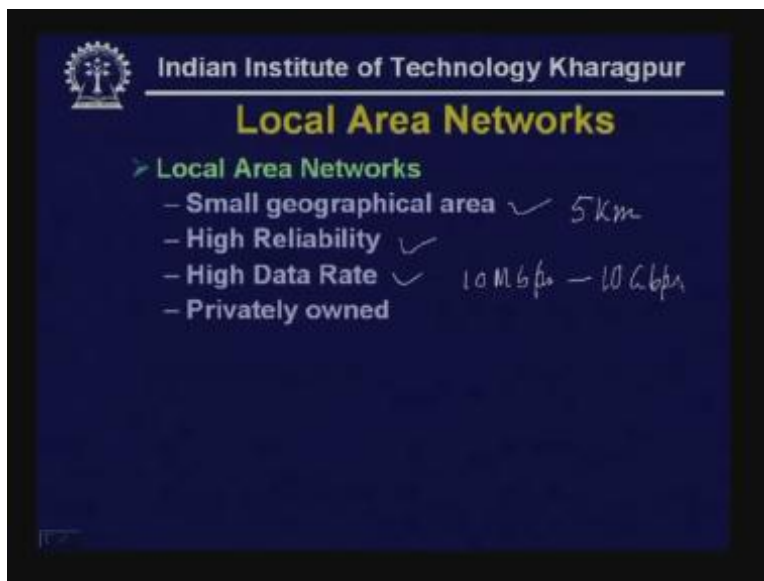 Indian Institute of Technology Kharagpur
Local Area Networks
➢ Local Area Networks
– Small geographical area ✓ 5 Km
– High Reliability ✓
– High Data Rate ✓ 10 Mbps – 10 Gbps
– Privately owned